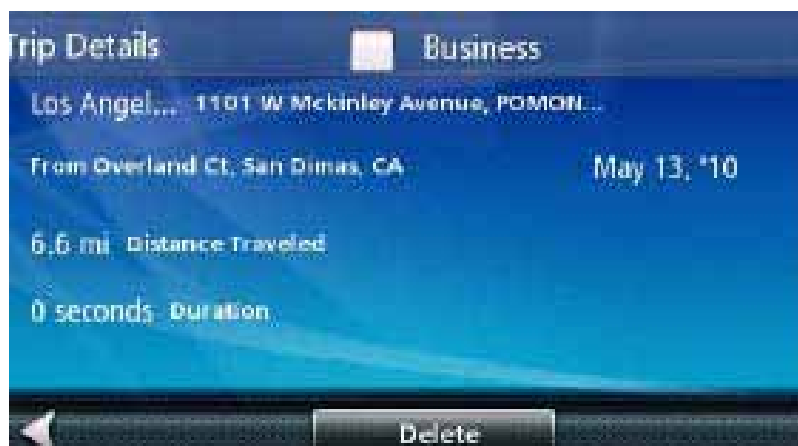 Trip Details Business
Los Angel... 1101 W Mckinley Avenue, POMON...
From Overland Ct, San Dimas, CA May 13, '10
6.6 mi Distance Traveled
0 seconds Duration
Delete